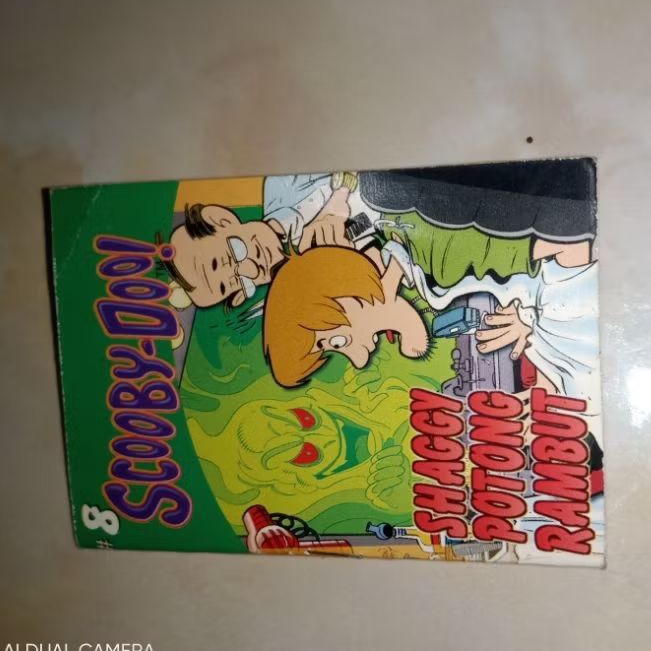 #8
SCOOBY-DOO!
SHAGGY
POTONG
RAMBUT
AI DUAL CAMERA